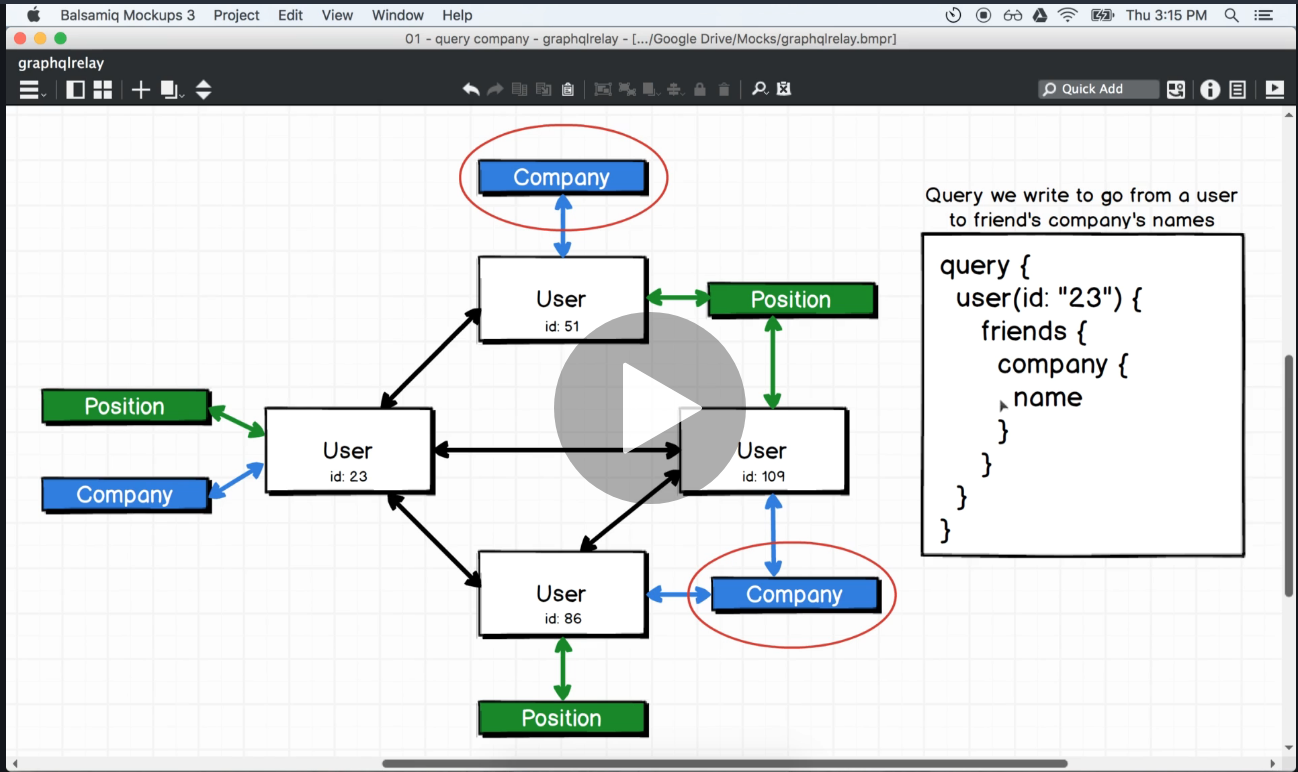 Balsamiq Mockups 3 Project Edit View Window Help Thu 3:15 PM
01 - query company - graphqlrelay - [.../Google Drive/Mocks/graphqlrelay.bmpr]
graphqlrelay
Quick Add
Company
User
id: 51
Position
Position
Company
User
id: 23
User
id: 109
User
id: 86
Company
Position
Query we write to go from a user
to friend's company's names
query {
user(id: "23") {
friends {
company {
name
}
}
}
}